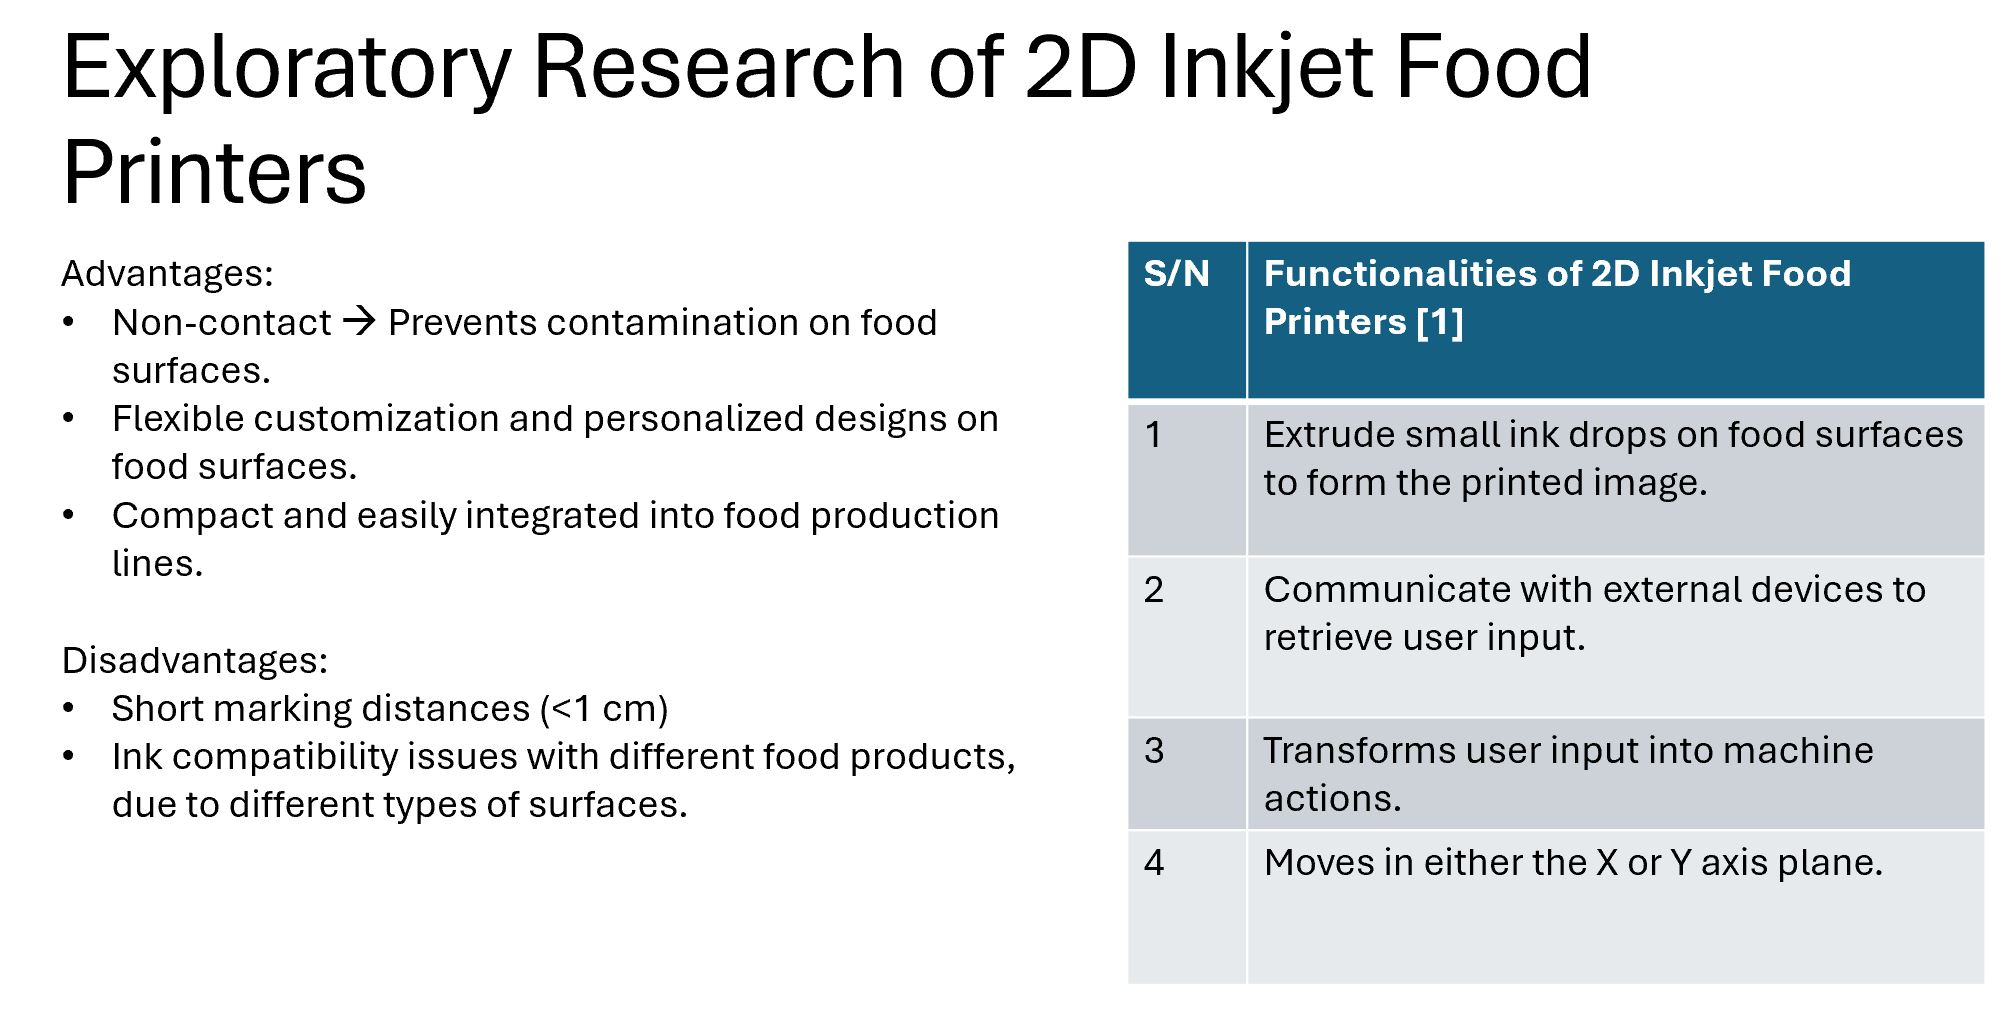 Exploratory Research of 2D Inkjet Food
Printers
Advantages:
• Non-contact → Prevents contamination on food
surfaces.
• Flexible customization and personalized designs on
food surfaces.
• Compact and easily integrated into food production
lines.
Disadvantages:
• Short marking distances (<1 cm)
• Ink compatibility issues with different food products,
due to different types of surfaces.
S/N
Functionalities of 2D Inkjet Food
Printers [1]
1
Extrude small ink drops on food surfaces
to form the printed image.
2
Communicate with external devices to
retrieve user input.
3
Transforms user input into machine
actions.
4
Moves in either the X or Y axis plane.